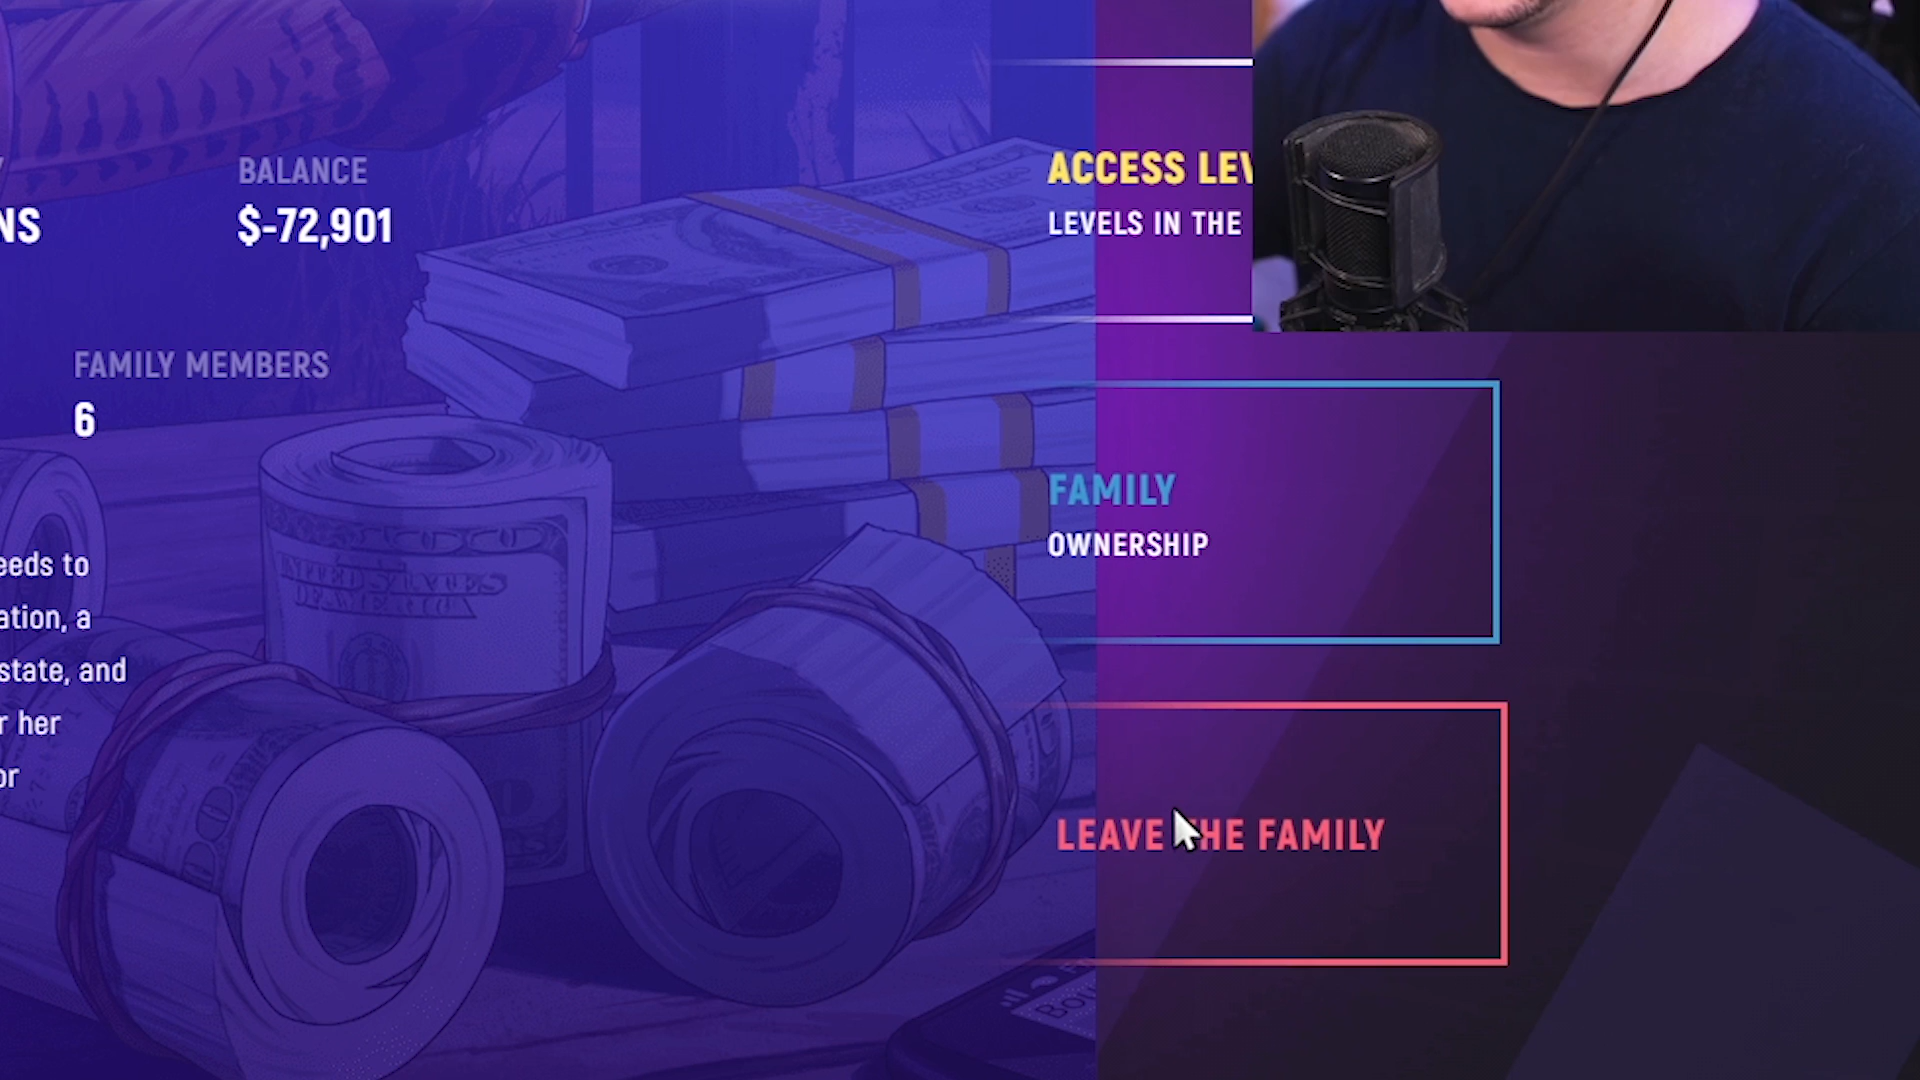 NS
BALANCE
$-72,901
FAMILY MEMBERS
6
eeds to
ation, a
state, and
r her
or
ACCESS LEV
LEVELS IN THE
FAMILY
OWNERSHIP
LEAVE THE FAMILY